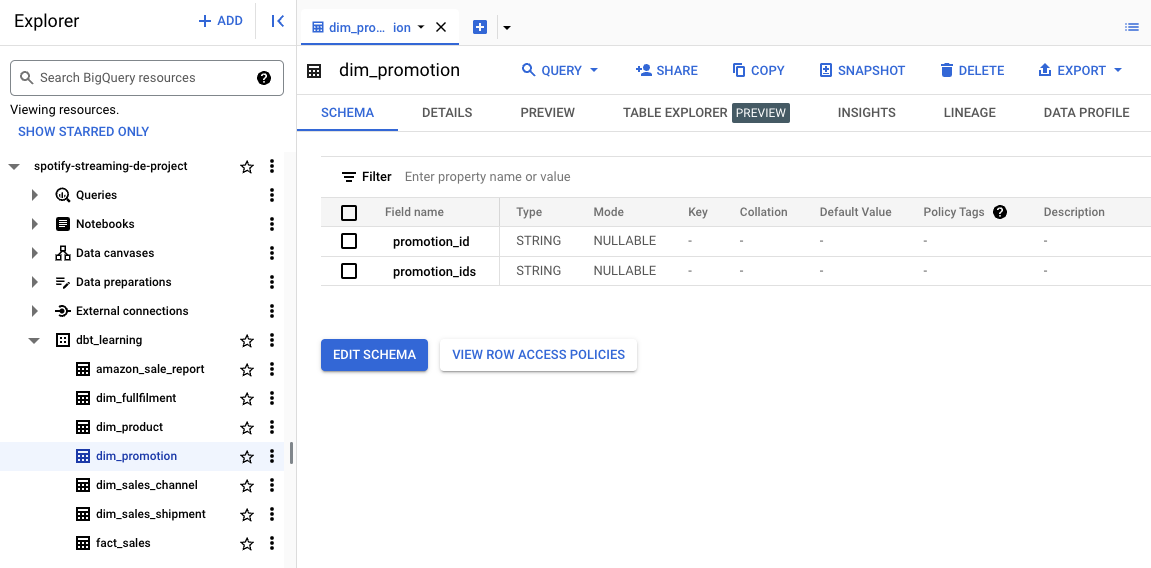 Explorer
ADD
Search BigQuery resources
Viewing resources.
SHOW STARRED ONLY
spotify-streaming-de-project
Queries
Notebooks
Data canvases
Data preparations
External connections
dbt_learning
amazon_sale_report
dim_fullfilment
dim_product
dim_promotion
dim_sales_channel
dim_sales_shipment
fact_sales
dim_pro... ion
dim_promotion
QUERY SHARE COPY SNAPSHOT DELETE EXPORT
SCHEMA DETAILS PREVIEW TABLE EXPLORER PREVIEW INSIGHTS LINEAGE DATA PROFILE
Filter Enter property name or value
Field name Type Mode Key Collation Default Value Policy Tags ? Description
promotion_id STRING NULLABLE - - - - -
promotion_ids STRING NULLABLE - - - - -
EDIT SCHEMA VIEW ROW ACCESS POLICIES